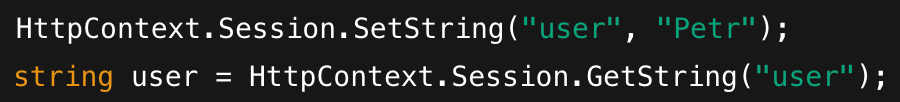 HttpContext.Session.SetString("user", "Petr");
string user = HttpContext.Session.GetString("user");